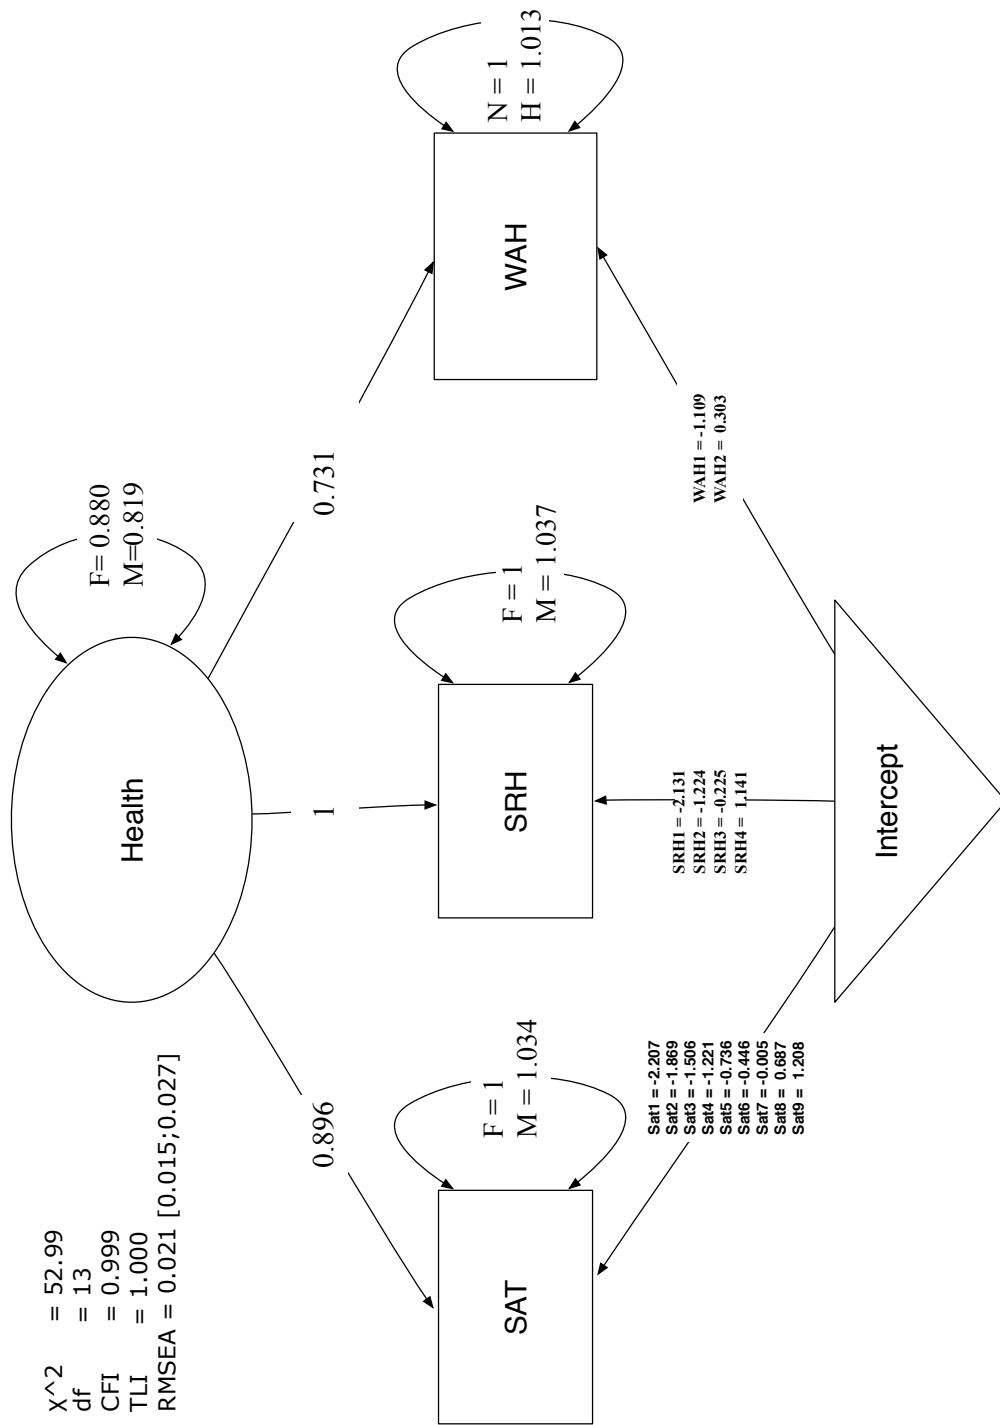 X^2 = 52.99
df = 13
CFI = 0.999
TLI = 1.000
RMSEA = 0.021 [0.015;0.027]
Health
F= 0.880
M=0.819
0.896
1
0.731
SAT
F = 1
M = 1.034
SRH
F = 1
M = 1.037
WAH
N = 1
H = 1.013
Sat1 = -2.207
Sat2 = -1.869
Sat3 = -1.506
Sat4 = -1.221
Sat5 = -0.736
Sat6 = -0.446
Sat7 = -0.005
Sat8 = 0.687
Sat9 = 1.208
SRH1 = -2.131
SRH2 = -1.224
SRH3 = -0.225
SRH4 = 1.141
WAH1 = -1.109
WAH2 = 0.303
Intercept